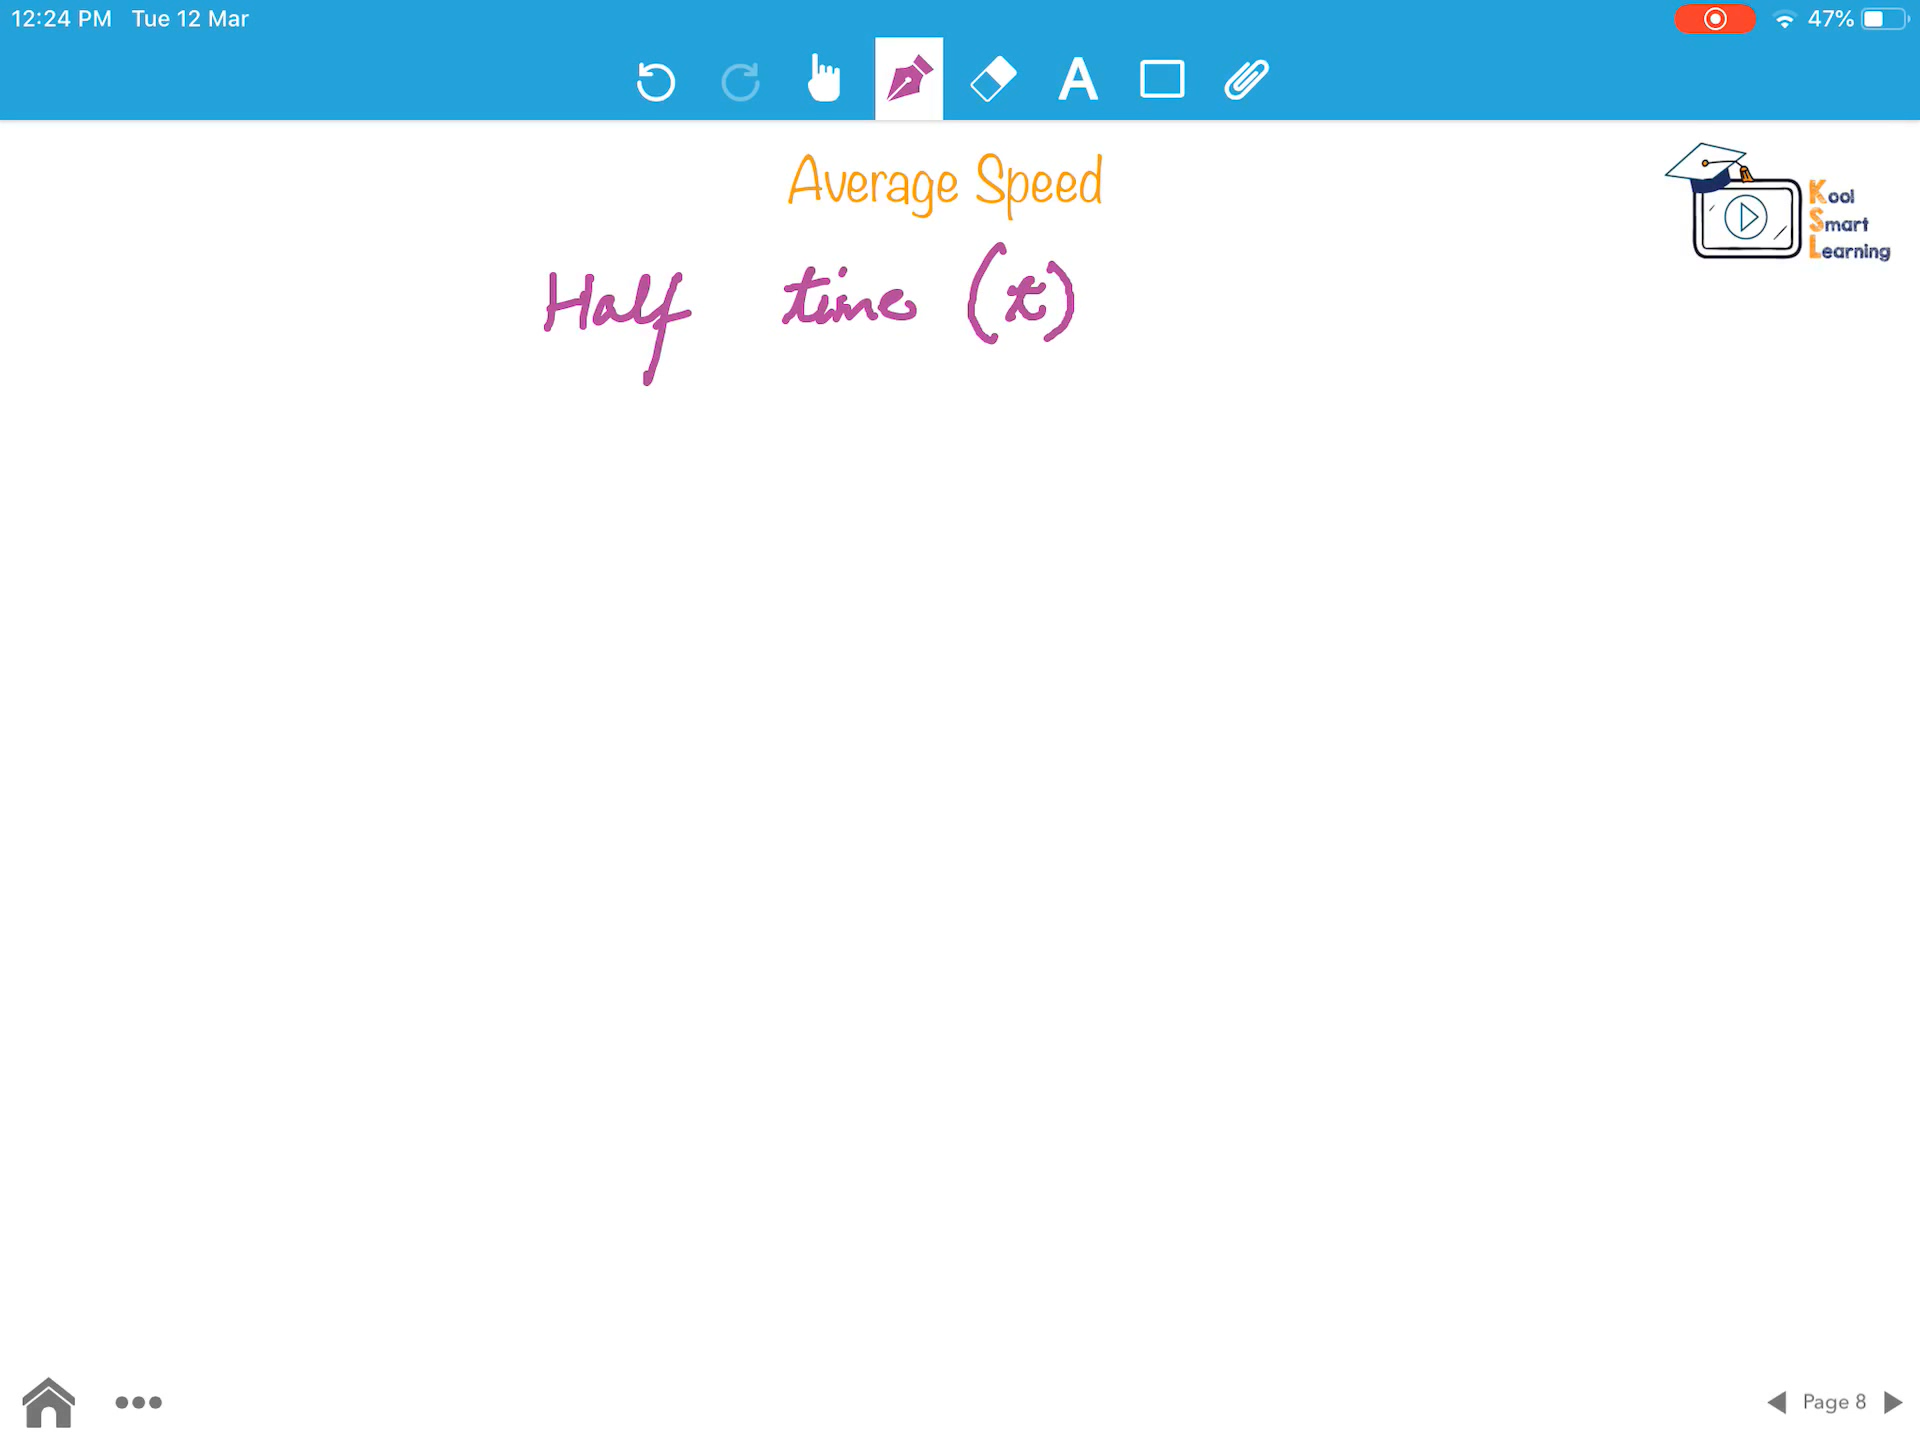 12:24 PM Tue 12 Mar 47%
A
Average Speed
Kool
Smart
Learning
Half time (t)
Page 8